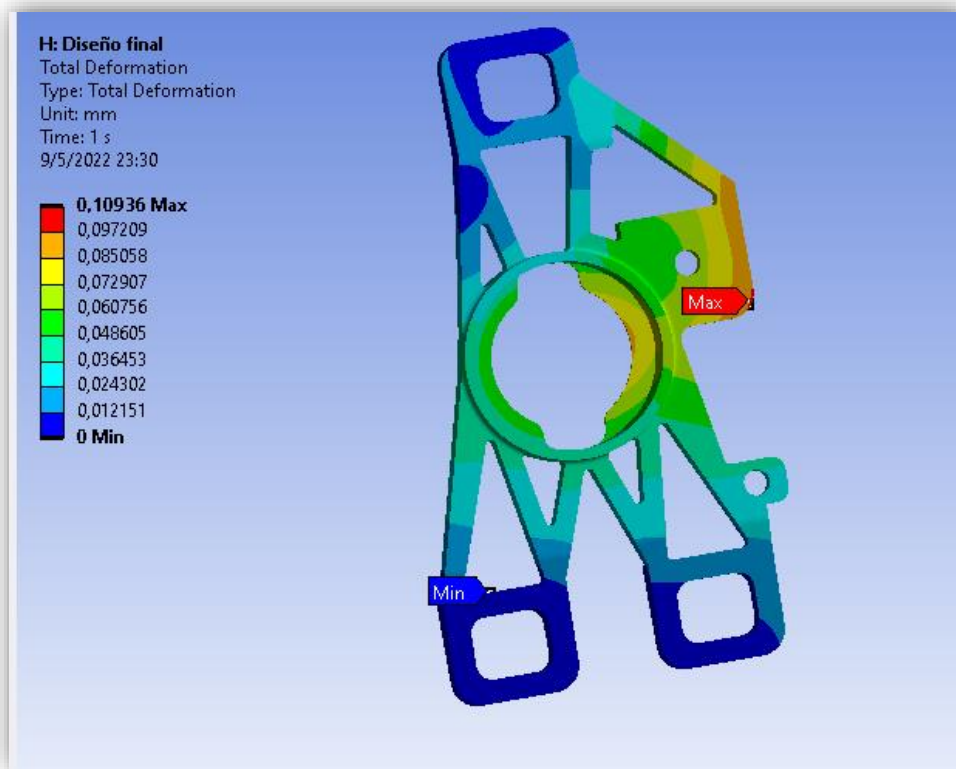 H: Diseño final
Total Deformation
Type: Total Deformation
Unit: mm
Time: 1 s
9/5/2022 23:30
0,10936 Max
0,097209
0,085058
0,072907
0,060756
0,048605
0,036453
0,024302
0,012151
0 Min
Max
Min